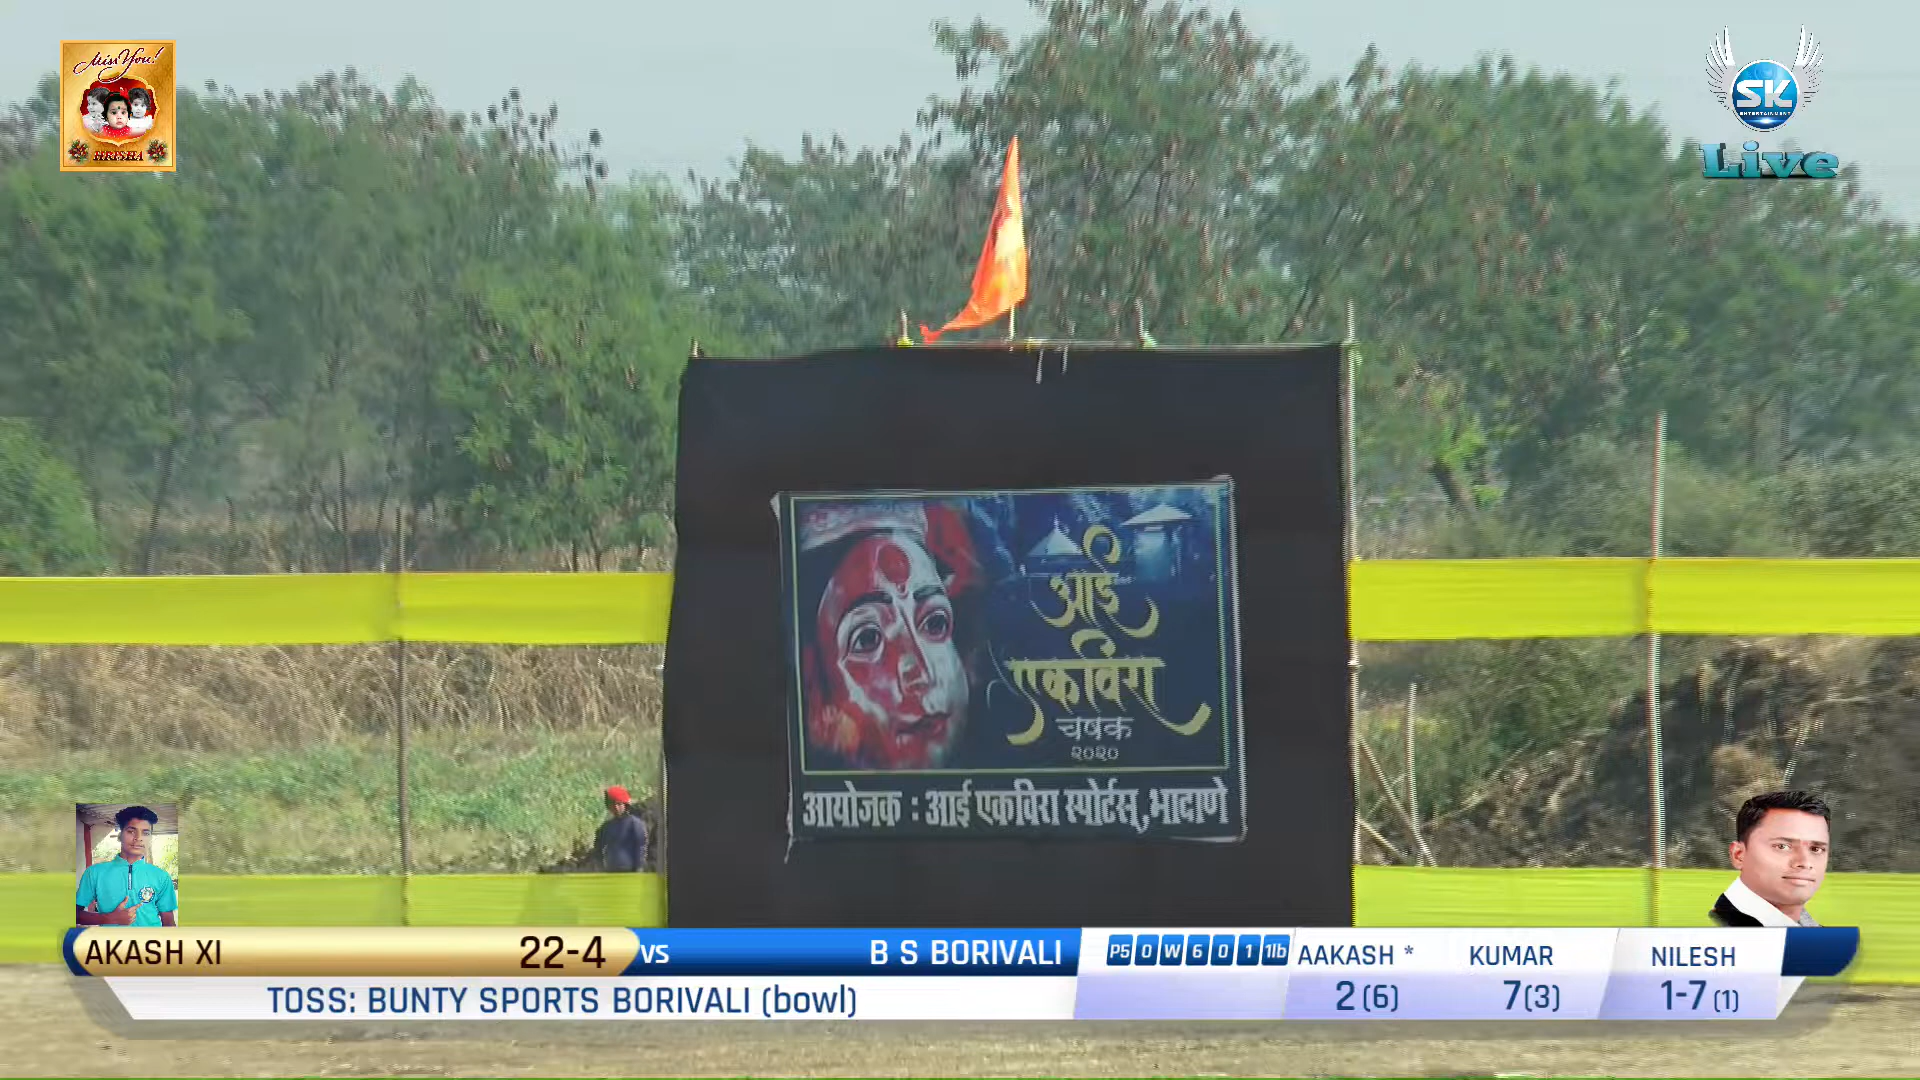 Miss You!
SK
ENTERTAINMENT
Live
आई
एकविरा
चषक
२०२०
आयोजक : आई एकविरा स्पोर्टस्,भादाणे
AKASH XI 22-4 vs B S BORIVALI
P5 0 W 6 0 1 1lb
AAKASH * KUMAR NILESH
2 (6) 7(3) 1-7 (1)
TOSS: BUNTY SPORTS BORIVALI (bowl)